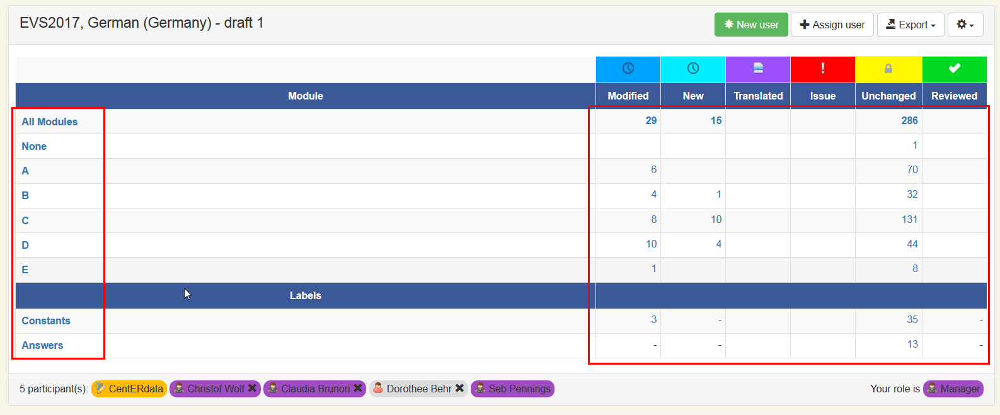 EVS2017, German (Germany) - draft 1
New user Assign user Export
Module Modified New Translated Issue Unchanged Reviewed
All Modules 29 15 286
None 1
A 6 70
B 4 1 32
C 8 10 131
D 10 4 44
E 1 8
Labels
Constants 3 - 35 -
Answers - - 13 -
5 participant(s): CentERdata Christof Wolf Claudia Brunori Dorothee Behr Seb Pennings Your role is Manager